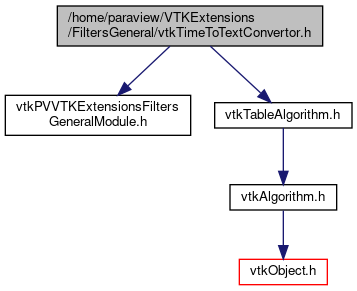 /home/paraview/VTKExtensions
/FiltersGeneral/vtkTimeToTextConvertor.h
vtkPVVTKExtensionsFilters
GeneralModule.h
vtkTableAlgorithm.h
vtkAlgorithm.h
vtkObject.h